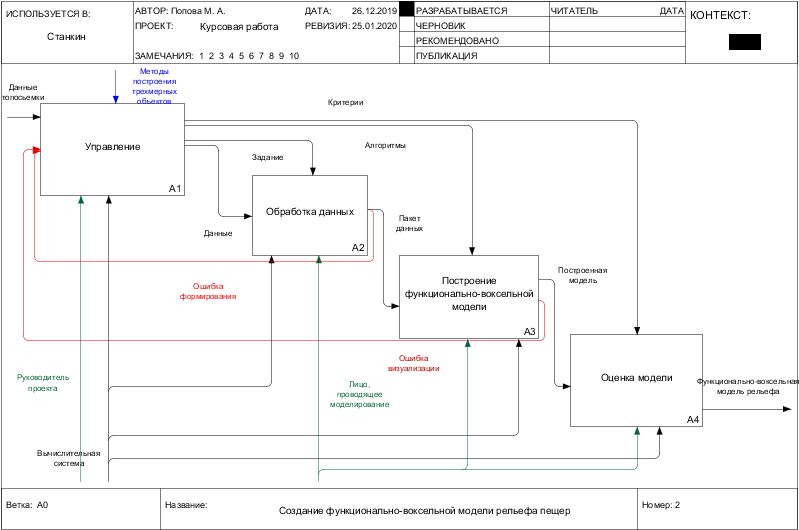 ИСПОЛЬЗУЕТСЯ В:
Станкин
АВТОР: Попова М. А.
ДАТА: 26.12.2019
ПРОЕКТ: Курсовая работа
РЕВИЗИЯ: 25.01.2020
ЗАМЕЧАНИЯ: 1 2 3 4 5 6 7 8 9 10
РАЗРАБАТЫВАЕТСЯ
ЧЕРНОВИК
РЕКОМЕНДОВАНО
ПУБЛИКАЦИЯ
ЧИТАТЕЛЬ
ДАТА
КОНТЕКСТ:
Данные
топосьемки
Методы
построения
трехмерных
объектов
Критерии
Управление
A1
Алгоритмы
Задание
Данные
Обработка данных
A2
Пакет
данных
Ошибка
формирования
Построение
функционально-воксельной
модели
A3
Построенная
модель
Ошибка
визуализации
Оценка модели
A4
Функционально-воксельная
модель рельефа
Руководитель
проекта
Лицо,
проводящее
моделирование
Вычислительная
система
Ветка: A0
Название:
Создание функционально-воксельной модели рельефа пещер
Номер: 2